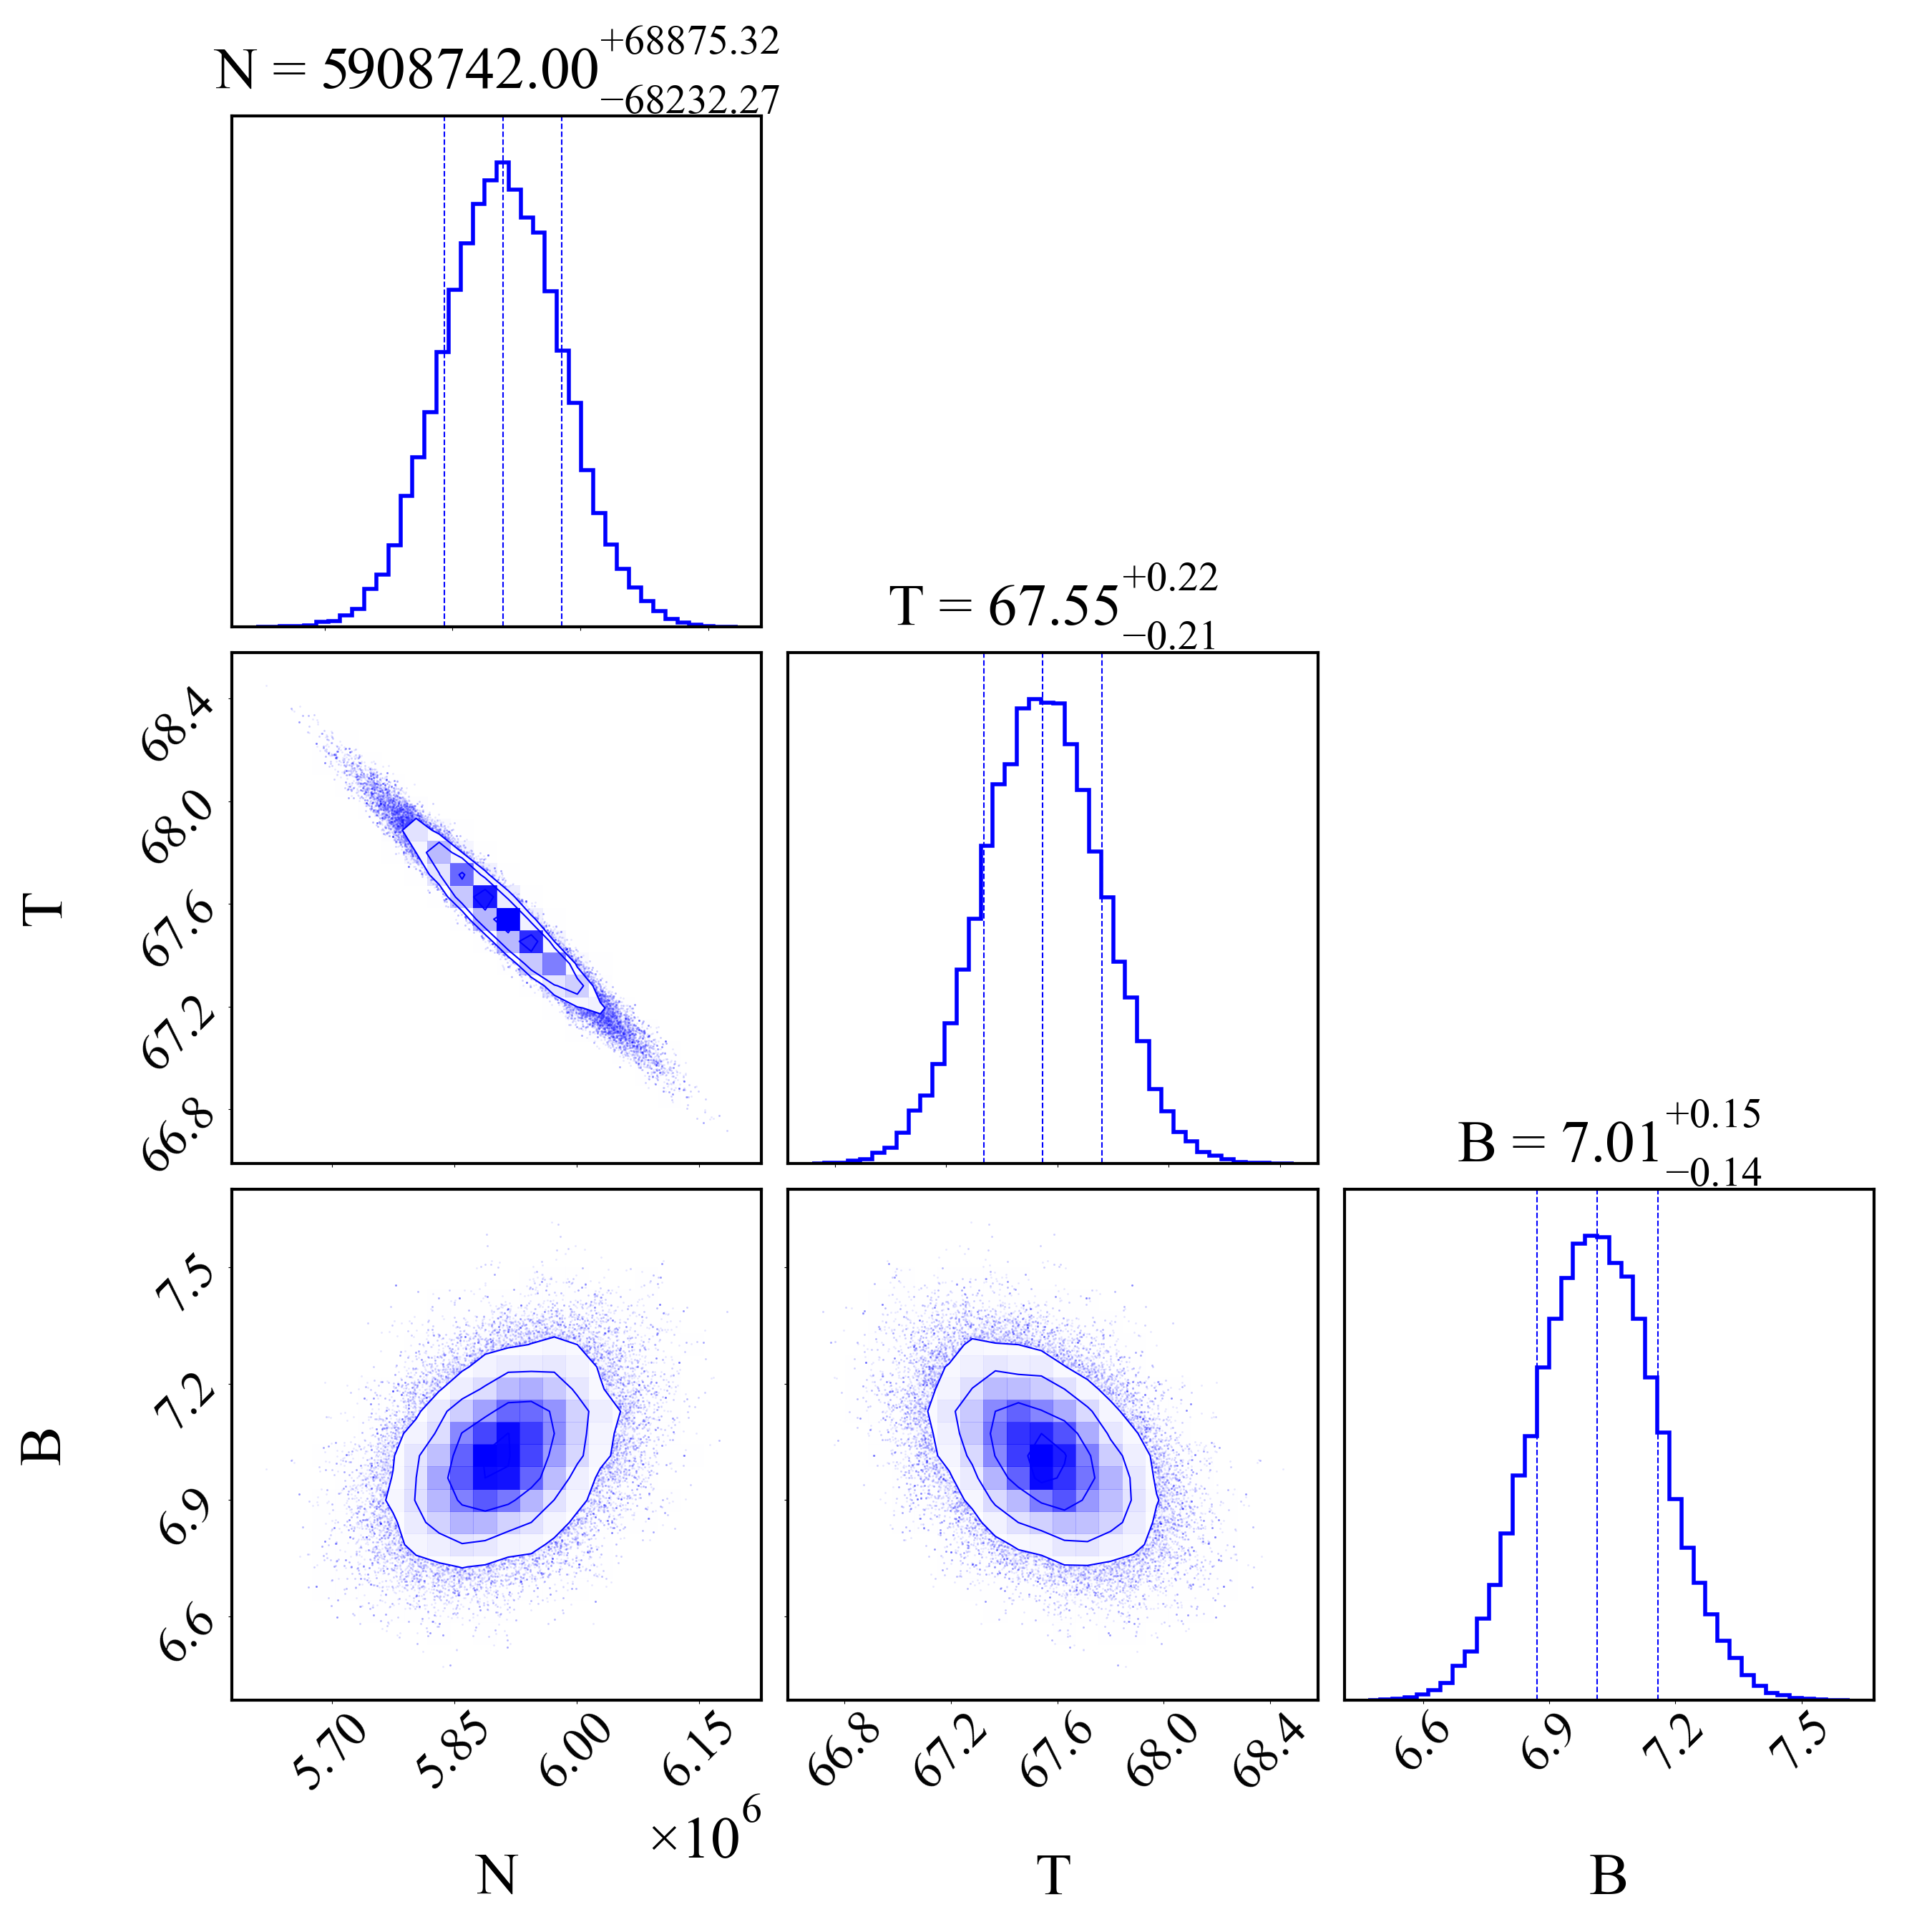 N = 5908742.00 +68875.32 −68232.27
T = 67.55 +0.22 −0.21
68.4
68.0
67.6
67.2
66.8
T
B = 7.01 +0.15 −0.14
7.5
7.2
6.9
6.6
B
5.70 5.85 6.00 6.15
×10^6
N
66.8 67.2 67.6 68.0 68.4
T
6.6 6.9 7.2 7.5
B